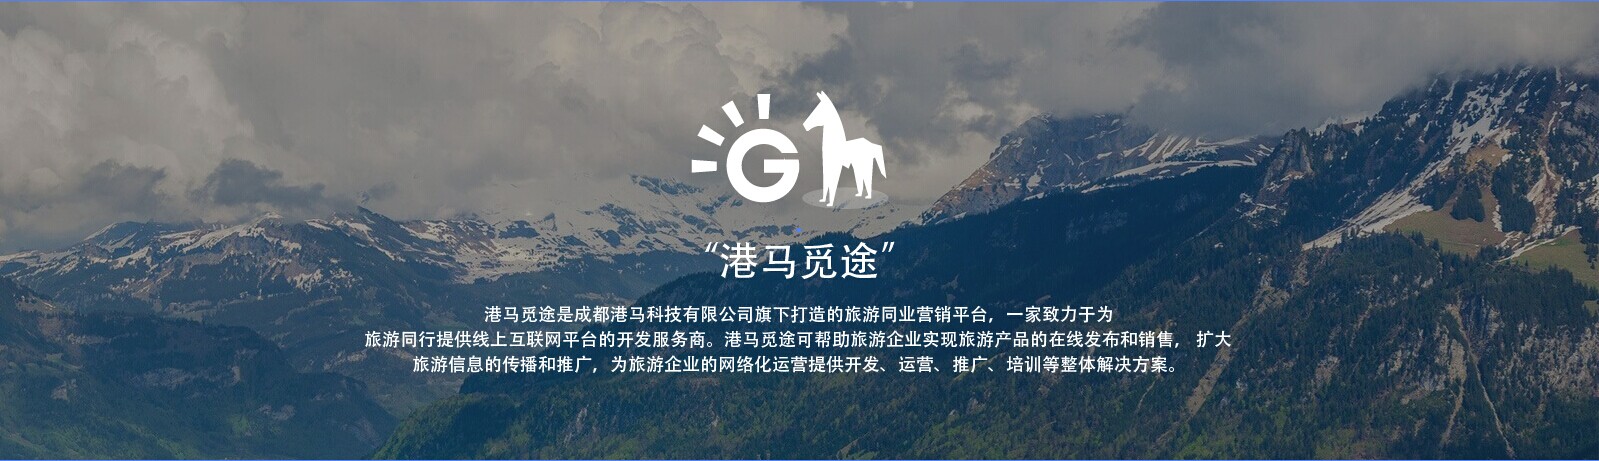 G
“港马觅途”
港马觅途是成都港马科技有限公司旗下打造的旅游同业营销平台，一家致力于为
旅游同行提供线上互联网平台的开发服务商。港马觅途可帮助旅游企业实现旅游产品的在线发布和销售， 扩大
旅游信息的传播和推广，为旅游企业的网络化运营提供开发、运营、推广、培训等整体解决方案。